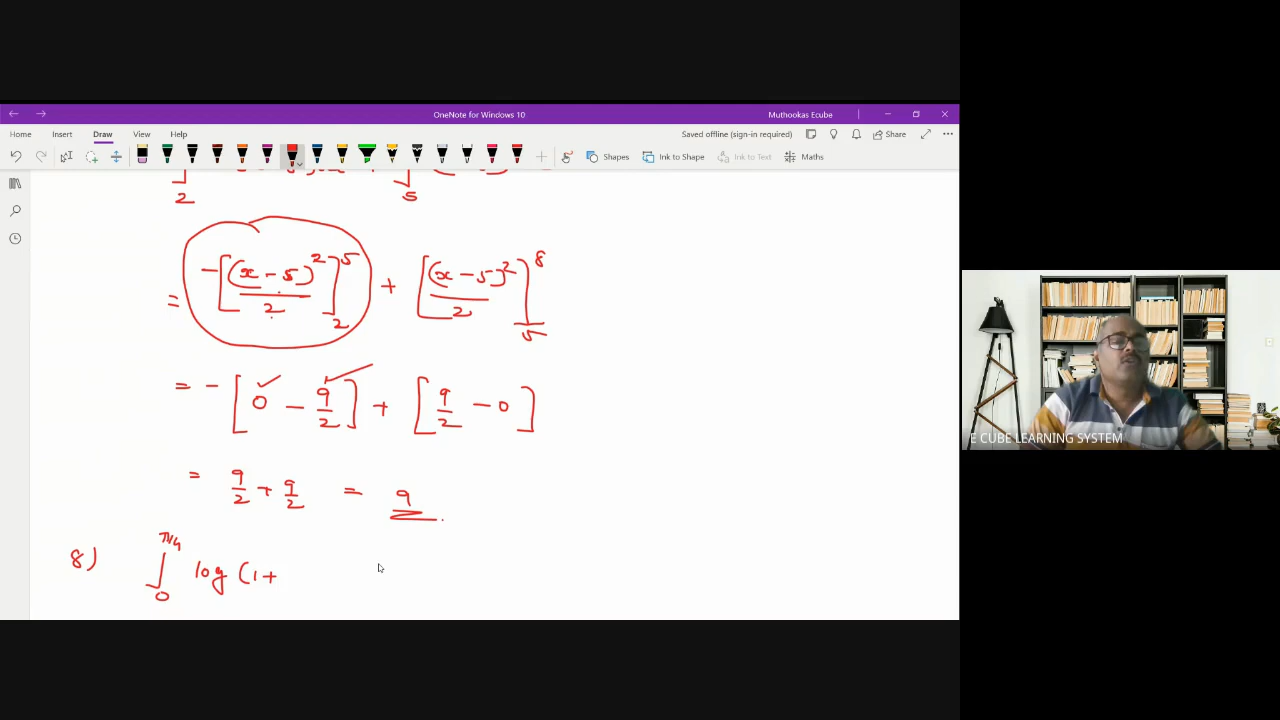 OneNote for Windows 10
Muthookas Ecube
Home Insert Draw View Help
Saved offline (sign-in required) Share
Shapes Ink to Shape Ink to Text Maths
2 5
= -[(x-5)²/2]₂⁵ + [(x-5)²/2]₅⁸
= -[0 - 9/2] + [9/2 - 0]
= 9/2 + 9/2 = 9
8) ∫₀^π/4 log (1+
E CUBE LEARNING SYSTEM